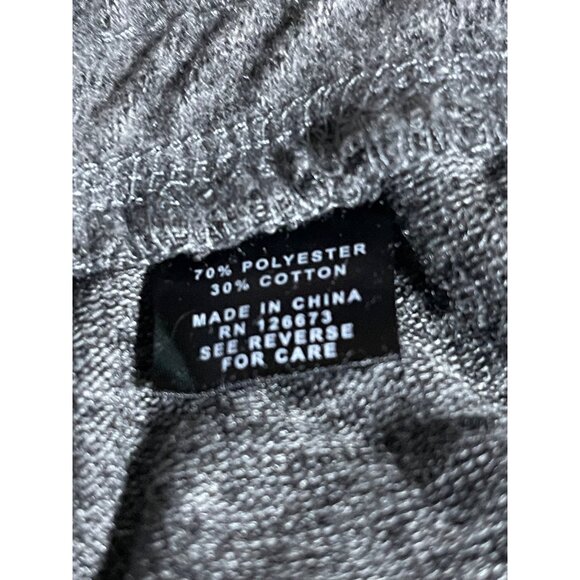 70% POLYESTER
30% COTTON
MADE IN CHINA
RN 126673
SEE REVERSE
FOR CARE